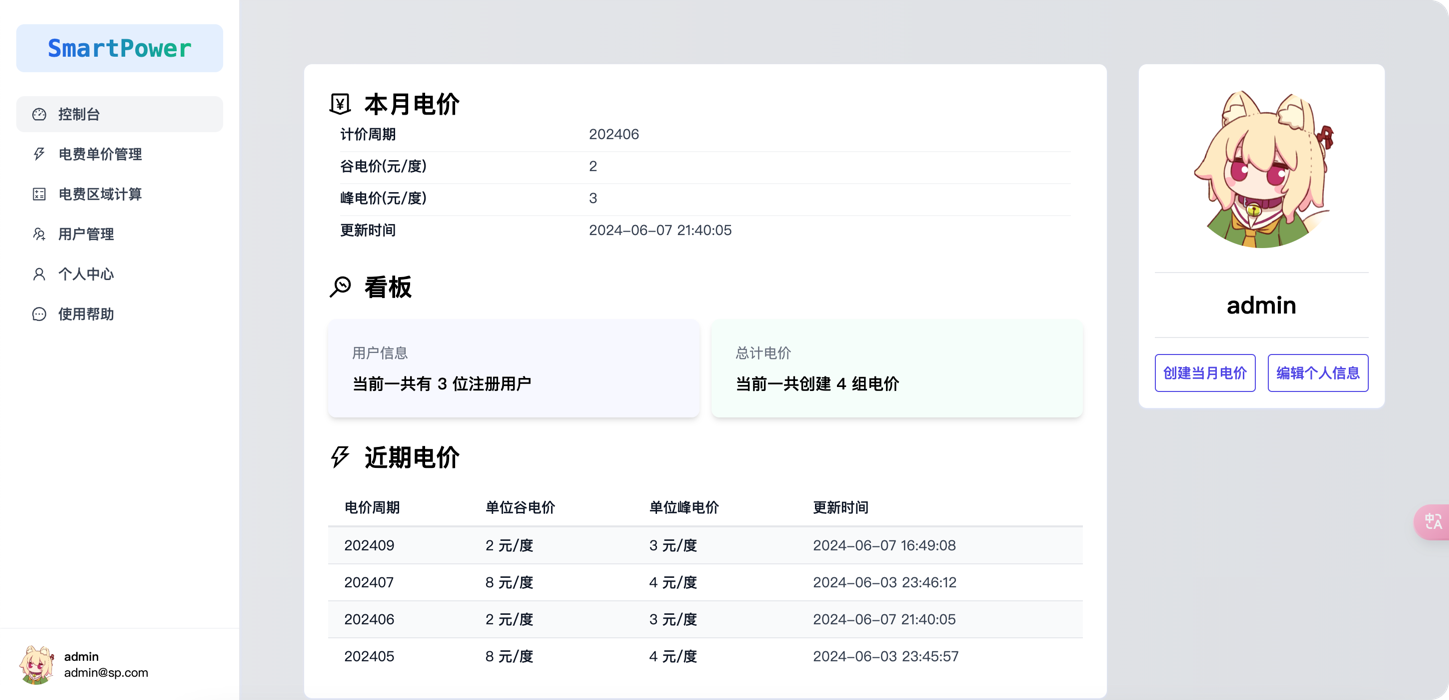 SmartPower
控制台
电费单价管理
电费区域计算
用户管理
个人中心
使用帮助
admin
admin@sp.com
本月电价
计价周期 202406
谷电价(元/度) 2
峰电价(元/度) 3
更新时间 2024-06-07 21:40:05
看板
用户信息
当前一共有 3 位注册用户
总计电价
当前一共创建 4 组电价
近期电价
电价周期 单位谷电价 单位峰电价 更新时间
202409 2 元/度 3 元/度 2024-06-07 16:49:08
202407 8 元/度 4 元/度 2024-06-03 23:46:12
202406 2 元/度 3 元/度 2024-06-07 21:40:05
202405 8 元/度 4 元/度 2024-06-03 23:45:57
admin
创建当月电价 编辑个人信息
中A